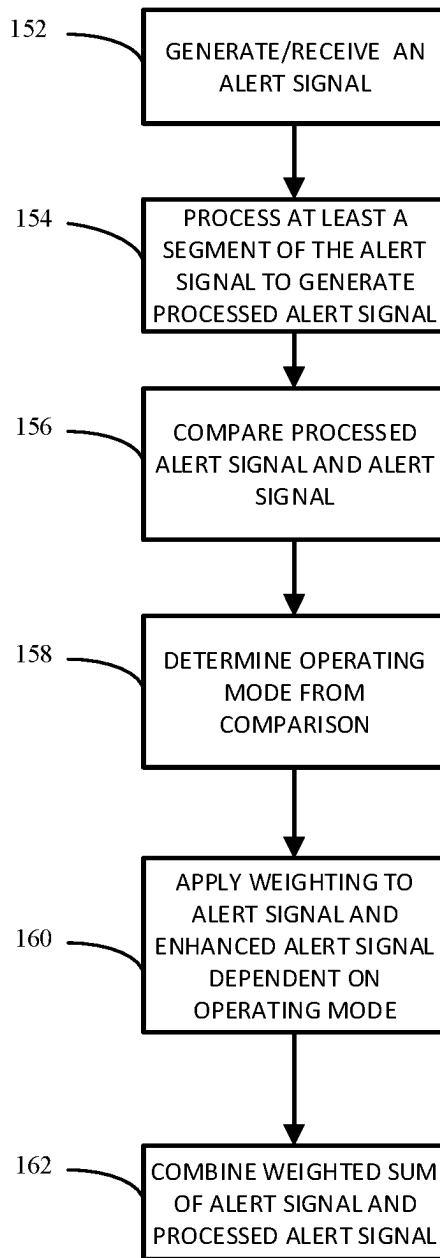 152
GENERATE/RECEIVE AN
ALERT SIGNAL
154
PROCESS AT LEAST A
SEGMENT OF THE ALERT
SIGNAL TO GENERATE
PROCESSED ALERT SIGNAL
156
COMPARE PROCESSED
ALERT SIGNAL AND ALERT
SIGNAL
158
DETERMINE OPERATING
MODE FROM
COMPARISON
160
APPLY WEIGHTING TO
ALERT SIGNAL AND
ENHANCED ALERT SIGNAL
DEPENDENT ON
OPERATING MODE
162
COMBINE WEIGHTED SUM
OF ALERT SIGNAL AND
PROCESSED ALERT SIGNAL